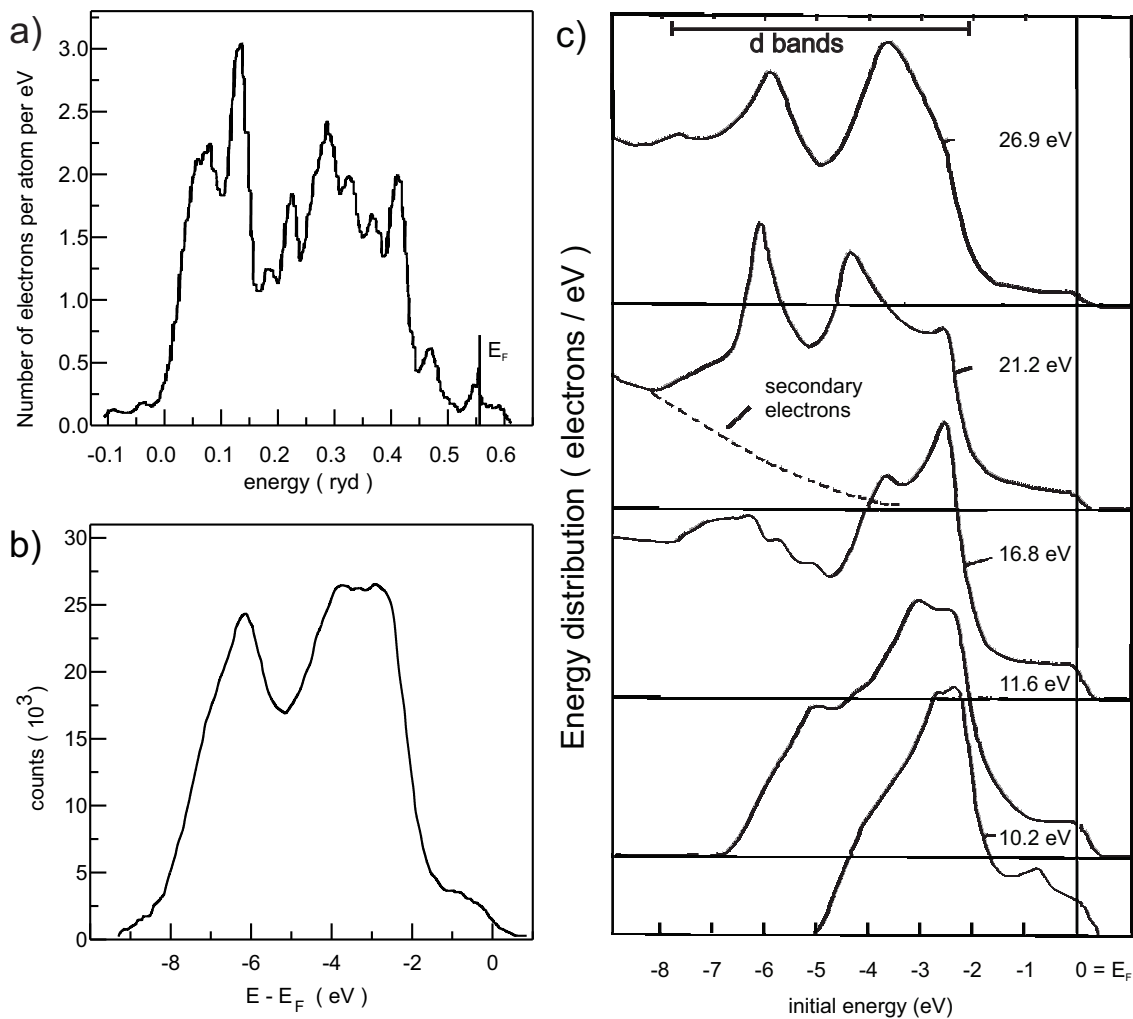 a)
Number of electrons per atom per eV
3.0
2.5
2.0
1.5
1.0
0.5
0.0
E_F
-0.1 0.0 0.1 0.2 0.3 0.4 0.5 0.6
energy ( ryd )
b)
counts ( 10^3)
30
25
20
15
10
5
0
-8 -6 -4 -2 0
E - E_F ( eV )
c)
Energy distribution ( electrons / eV )
d bands
26.9 eV
21.2 eV
secondary
electrons
16.8 eV
11.6 eV
10.2 eV
-8 -7 -6 -5 -4 -3 -2 -1 0 = E_F
initial energy (eV)